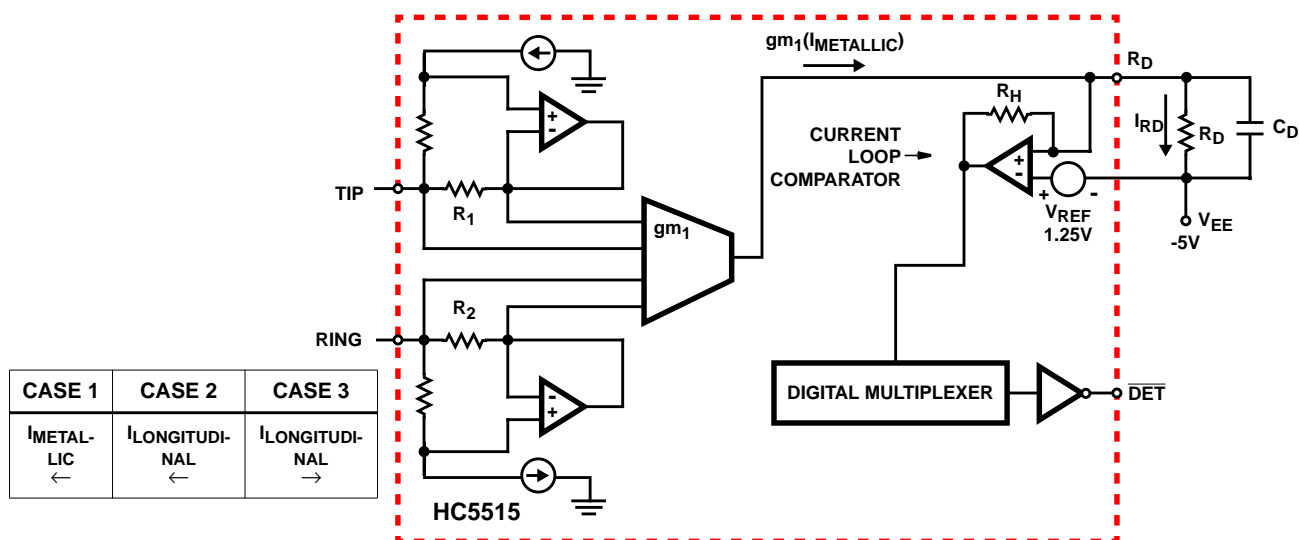 gm1(IMETALLIC)
RD
RH
+
-
CURRENT
LOOP
COMPARATOR
+
-
IRD
RD
CD
TIP
R1
+
-
VREF
1.25V
VEE
-5V
gm1
R2
RING
-
+
DIGITAL MULTIPLEXER
DET
CASE 1 CASE 2 CASE 3
IMETAL- ILONGITUDI- ILONGITUDI-
LIC NAL NAL
← ← →
HC5515